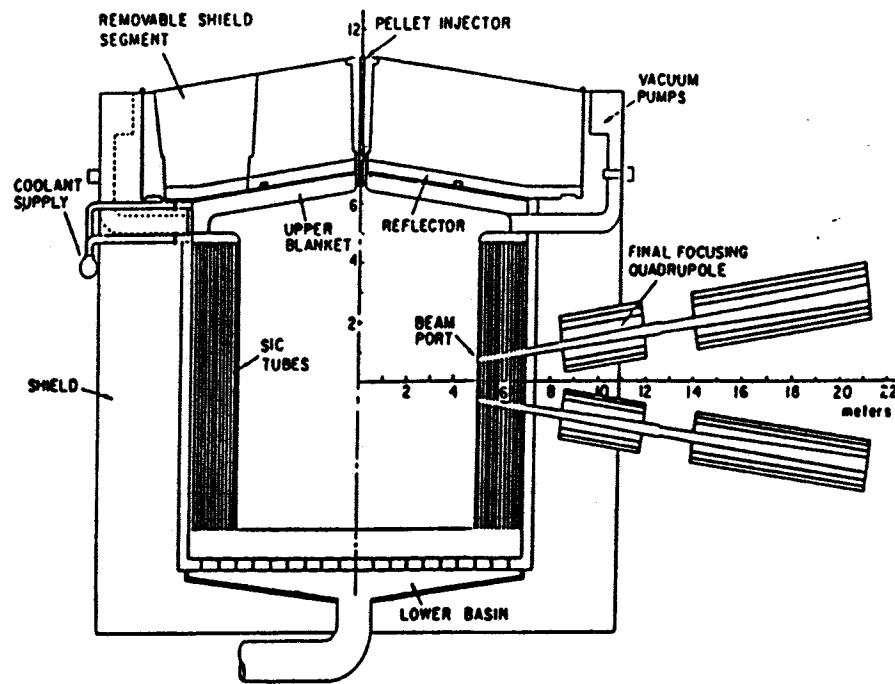 REMOVABLE SHIELD
SEGMENT
12
PELLET INJECTOR
VACUUM
PUMPS
COOLANT
SUPPLY
6
UPPER
BLANKET
REFLECTOR
4
FINAL FOCUSING
QUADRUPOLE
2
BEAM
PORT
SIC
TUBES
SHIELD
2 4 6 8 10 12 14 16 18 20 22
meters
LOWER BASIN